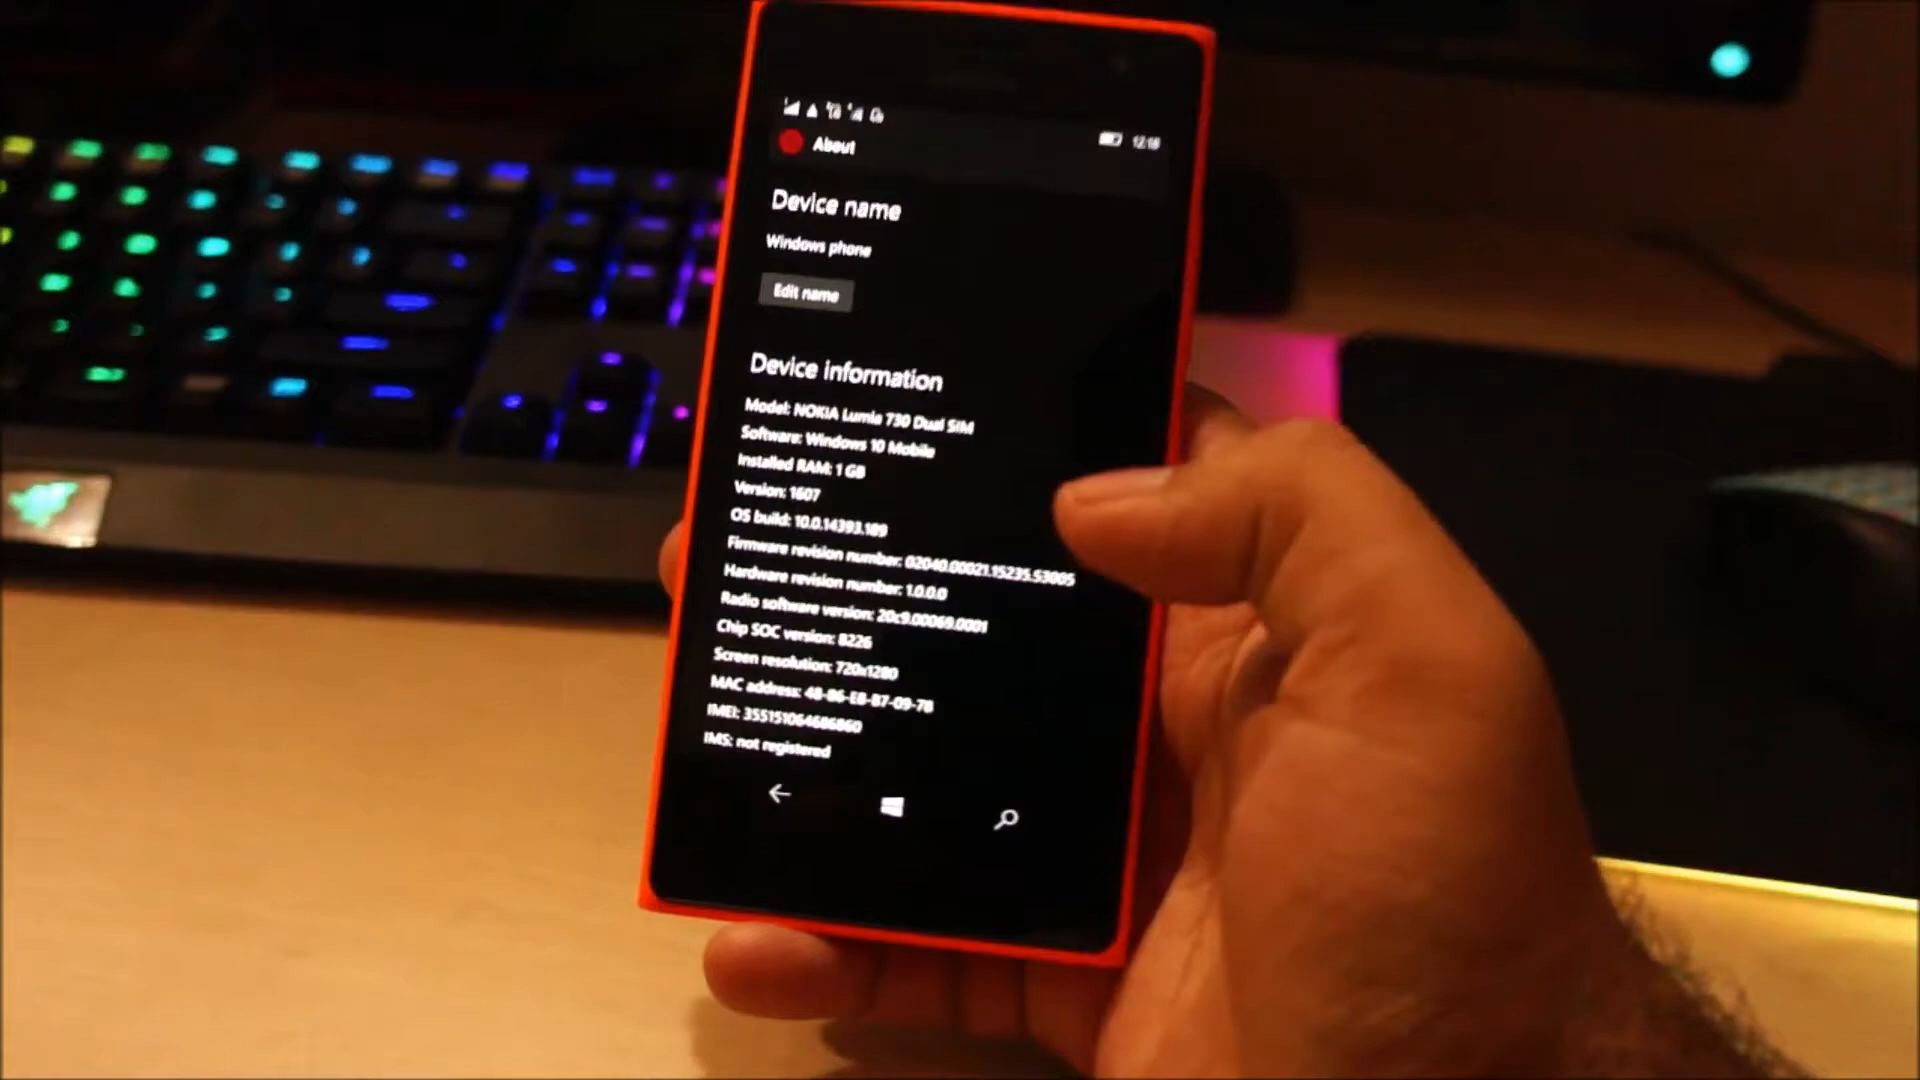 12:18
About
Device name
Windows phone
Edit name
Device information
Model: NOKIA Lumia 730 Dual SIM
Software: Windows 10 Mobile
Installed RAM: 1 GB
Version: 1607
OS build: 10.0.14393.189
Firmware revision number: 02040.00021.15235.53005
Hardware revision number: 1.0.0.0
Radio software version: 20c9.00069.0001
Chip SOC version: 8226
Screen resolution: 720x1280
MAC address: 48-86-E8-87-09-78
IMEI: 355151064686860
IMS: not registered